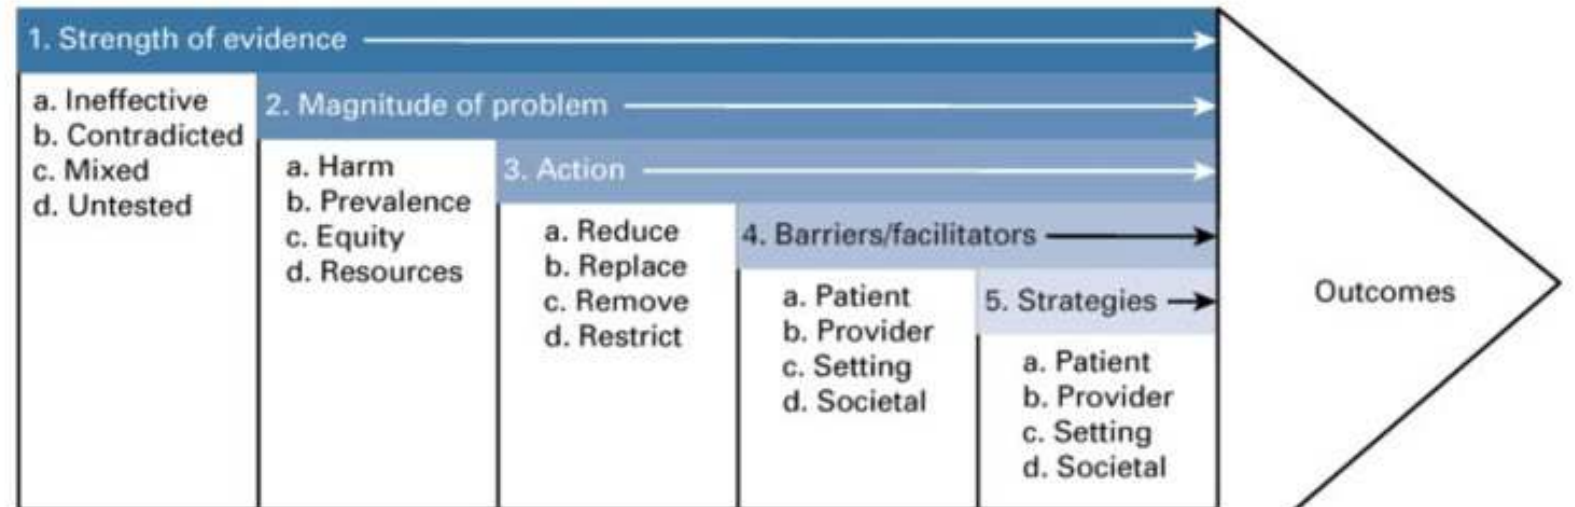 1. Strength of evidence
a. Ineffective
b. Contradicted
c. Mixed
d. Untested
2. Magnitude of problem
a. Harm
b. Prevalence
c. Equity
d. Resources
3. Action
a. Reduce
b. Replace
c. Remove
d. Restrict
4. Barriers/facilitators
a. Patient
b. Provider
c. Setting
d. Societal
5. Strategies
a. Patient
b. Provider
c. Setting
d. Societal
Outcomes